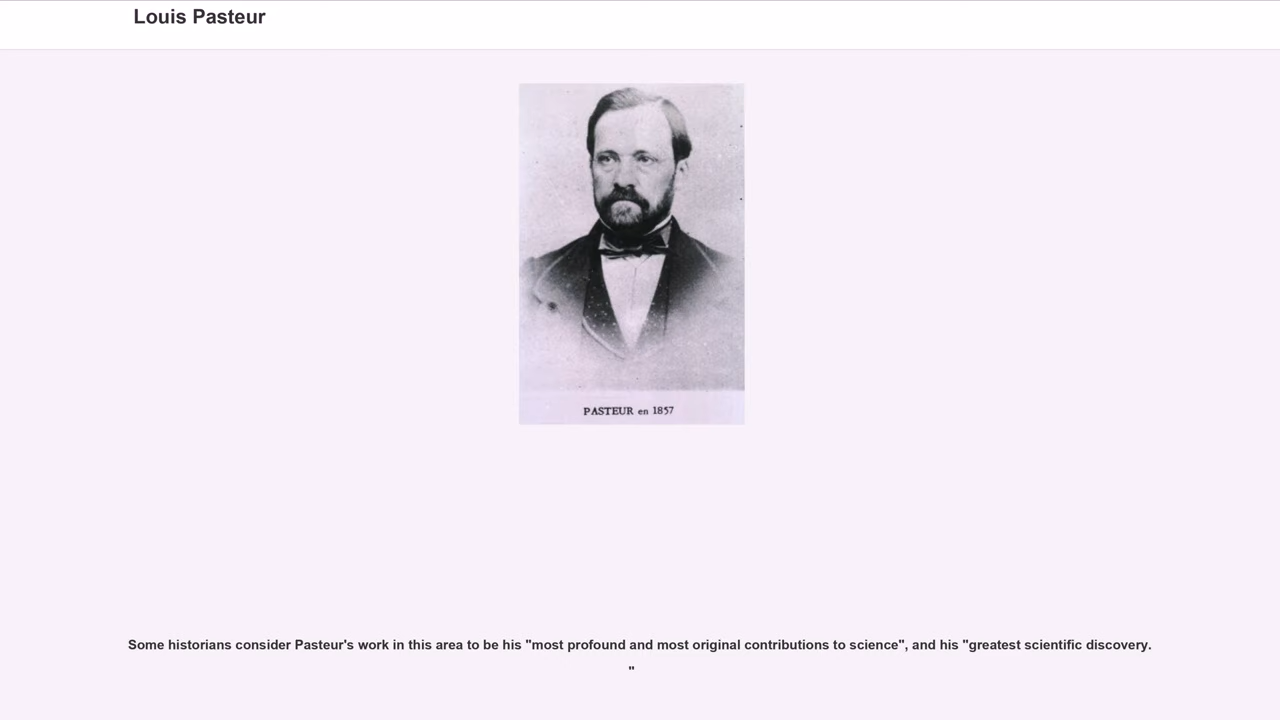 Louis Pasteur
PASTEUR en 1857
Some historians consider Pasteur's work in this area to be his "most profound and most original contributions to science", and his "greatest scientific discovery.
"